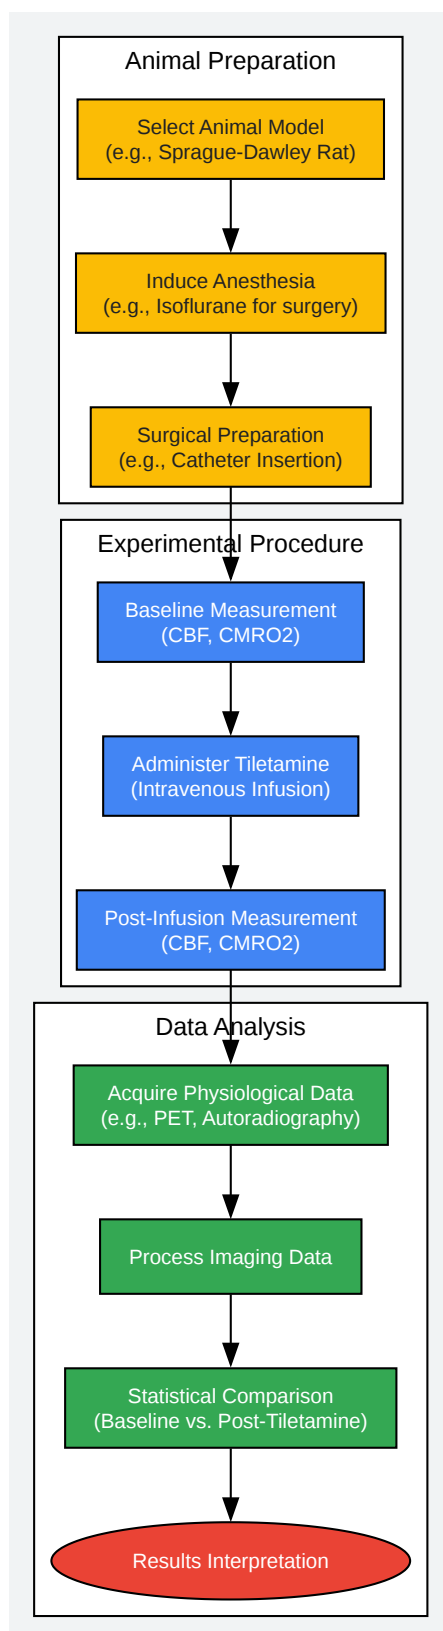 Animal Preparation
Select Animal Model
(e.g., Sprague-Dawley Rat)
Induce Anesthesia
(e.g., Isoflurane for surgery)
Surgical Preparation
(e.g., Catheter Insertion)
Experimental Procedure
Baseline Measurement
(CBF, CMRO2)
Administer Tiletamine
(Intravenous Infusion)
Post-Infusion Measurement
(CBF, CMRO2)
Data Analysis
Acquire Physiological Data
(e.g., PET, Autoradiography)
Process Imaging Data
Statistical Comparison
(Baseline vs. Post-Tiletamine)
Results Interpretation